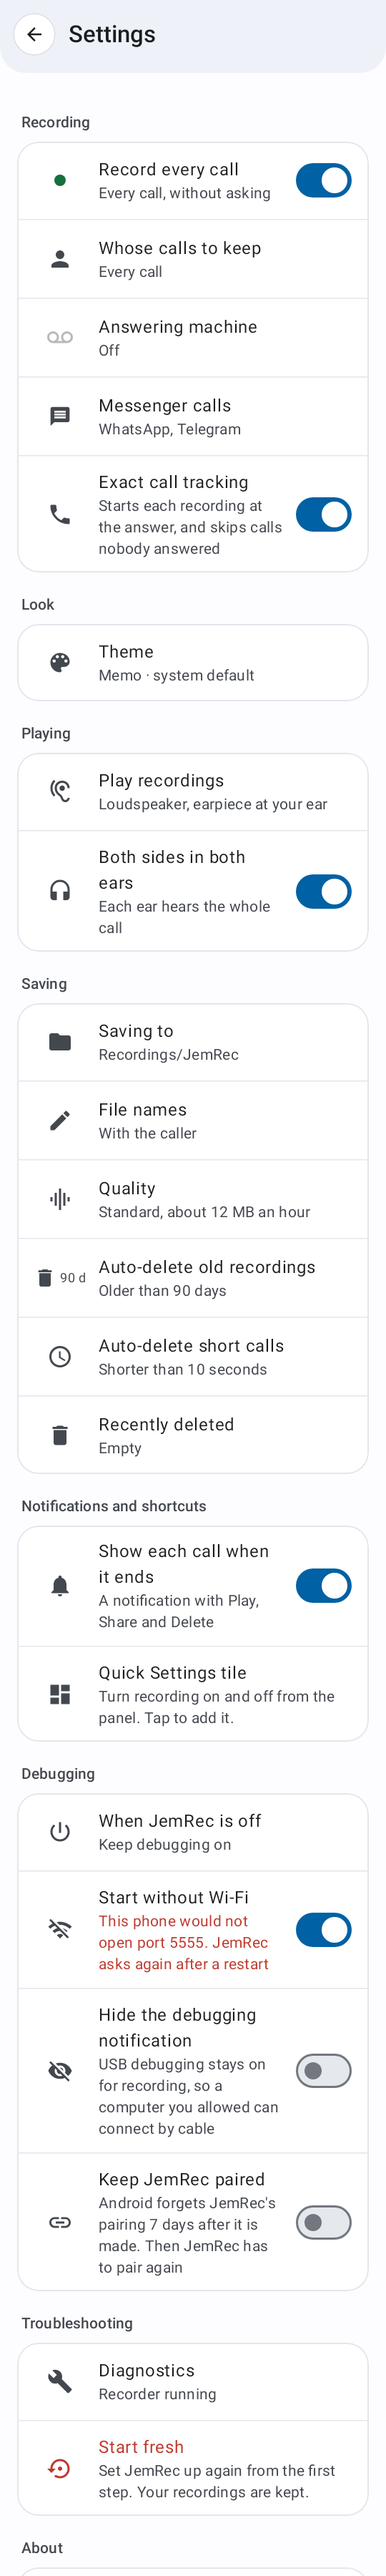 Settings
Recording
Record every call
Every call, without asking
Whose calls to keep
Every call
Answering machine
Off
Messenger calls
WhatsApp, Telegram
Exact call tracking
Starts each recording at
the answer, and skips calls
nobody answered
Look
Theme
Memo · system default
Playing
Play recordings
Loudspeaker, earpiece at your ear
Both sides in both
ears
Each ear hears the whole
call
Saving
Saving to
Recordings/JemRec
File names
With the caller
Quality
Standard, about 12 MB an hour
90 d
Auto-delete old recordings
Older than 90 days
Auto-delete short calls
Shorter than 10 seconds
Recently deleted
Empty
Notifications and shortcuts
Show each call when
it ends
A notification with Play,
Share and Delete
Quick Settings tile
Turn recording on and off from the
panel. Tap to add it.
Debugging
When JemRec is off
Keep debugging on
Start without Wi-Fi
This phone would not
open port 5555. JemRec
asks again after a restart
Hide the debugging
notification
USB debugging stays on
for recording, so a
computer you allowed can
connect by cable
Keep JemRec paired
Android forgets JemRec's
pairing 7 days after it is
made. Then JemRec has
to pair again
Troubleshooting
Diagnostics
Recorder running
Start fresh
Set JemRec up again from the first
step. Your recordings are kept.
About